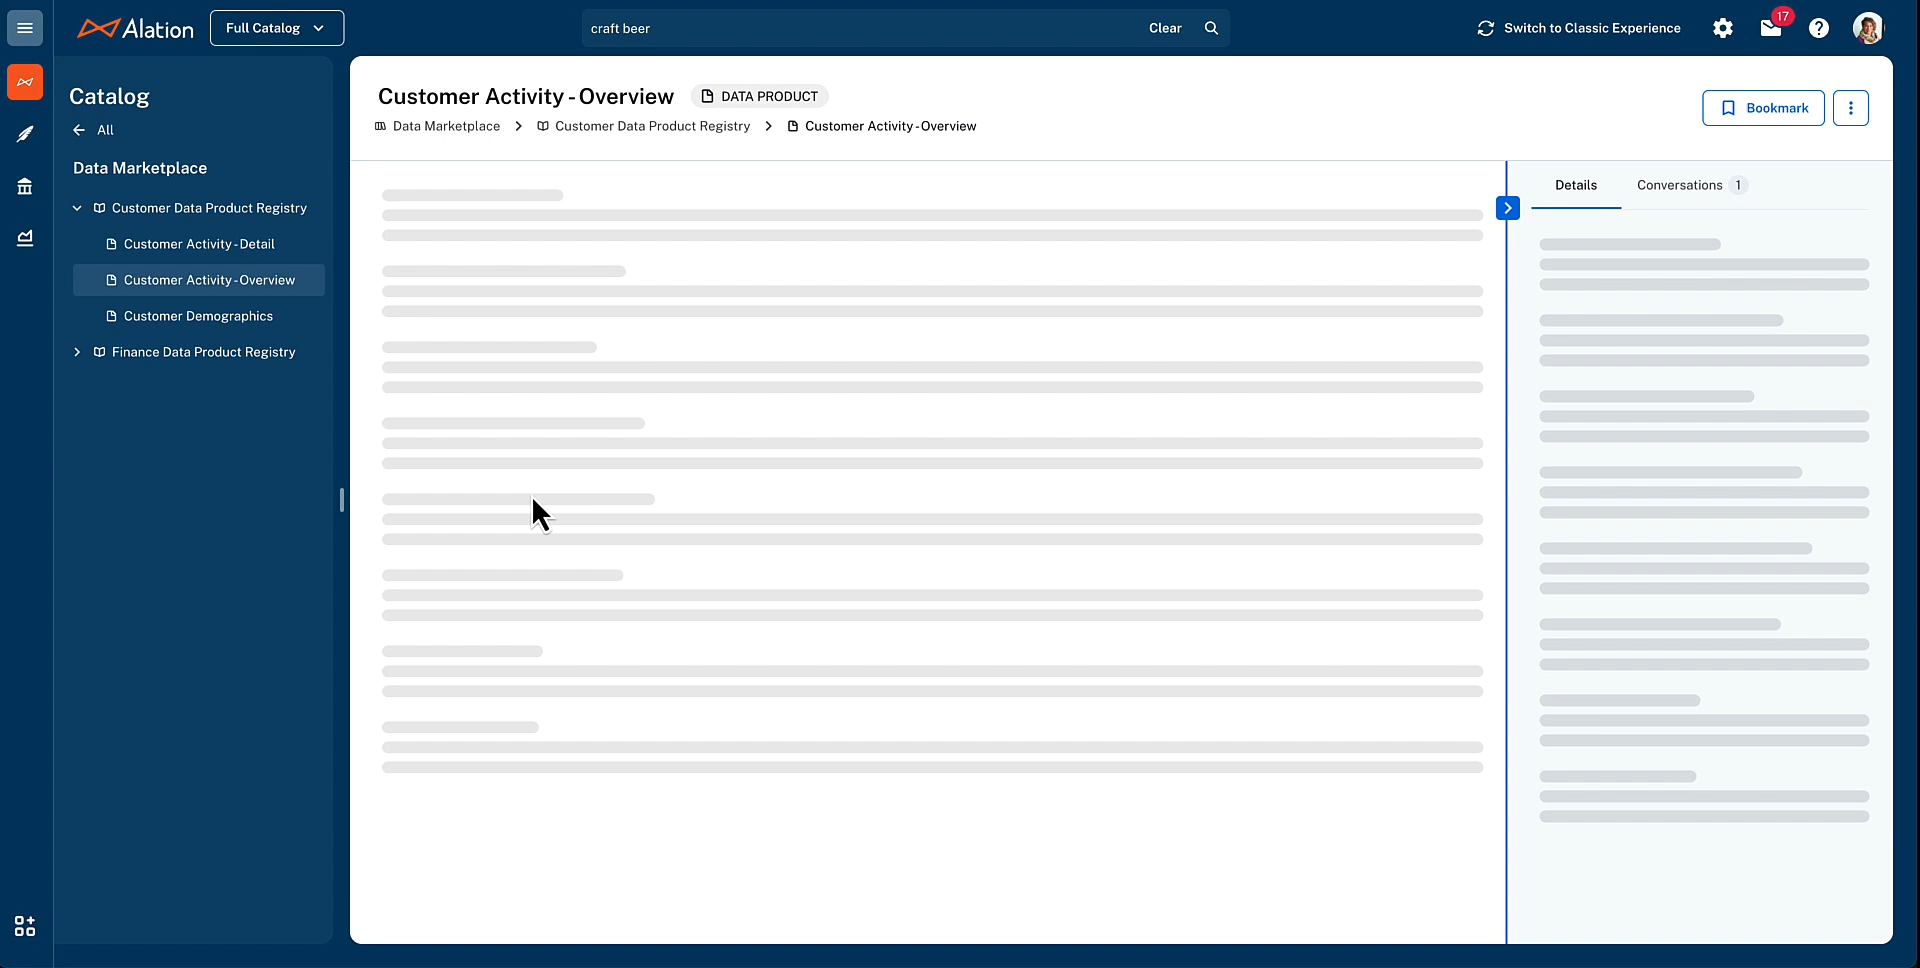 Alation
Full Catalog
craft beer
Clear
Switch to Classic Experience
17
Catalog
All
Data Marketplace
Customer Data Product Registry
Customer Activity - Detail
Customer Activity - Overview
Customer Demographics
Finance Data Product Registry
Customer Activity - Overview
DATA PRODUCT
Data Marketplace
Customer Data Product Registry
Customer Activity - Overview
Bookmark
Details
Conversations 1